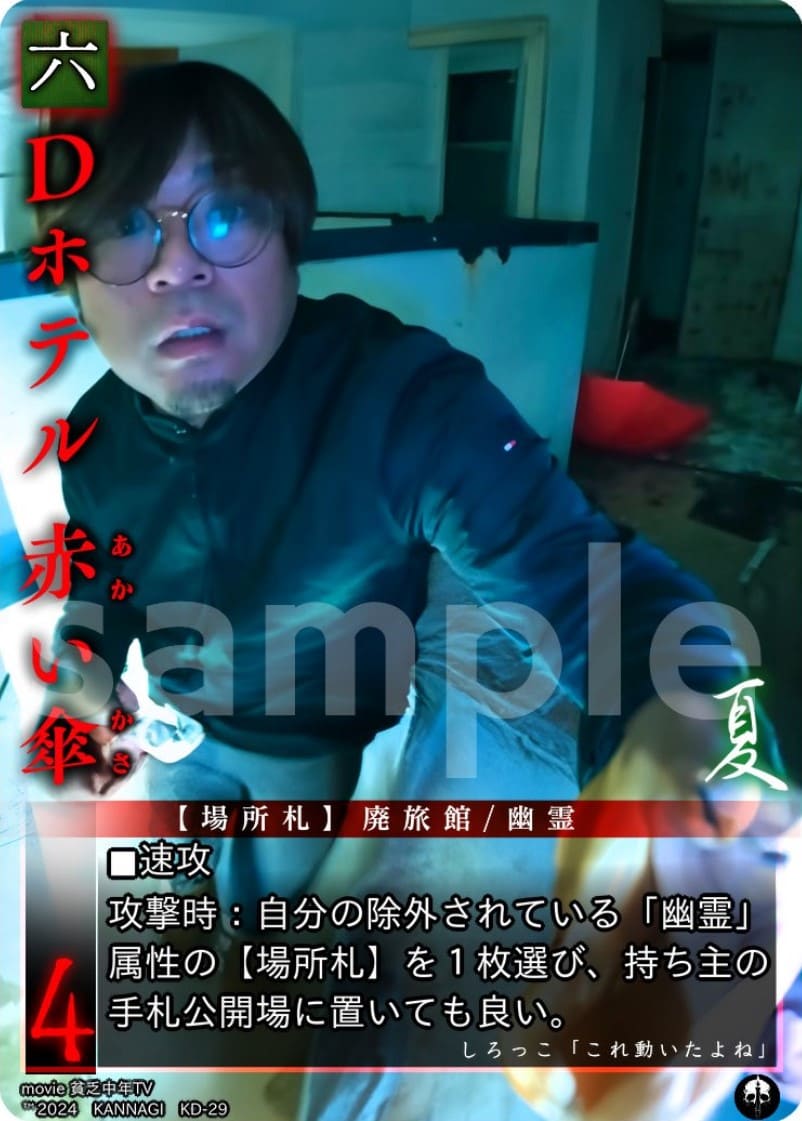 六
Dホテル 赤い傘
あか
かさ
sample
夏
【場所札】廃旅館/幽霊
■速攻
攻撃時：自分の除外されている「幽霊」
属性の【場所札】を１枚選び、持ち主の
手札公開場に置いても良い。
しろっこ「これ動いたよね」
4
movie 貧乏中年TV
™2024 KANNAGI KD-29